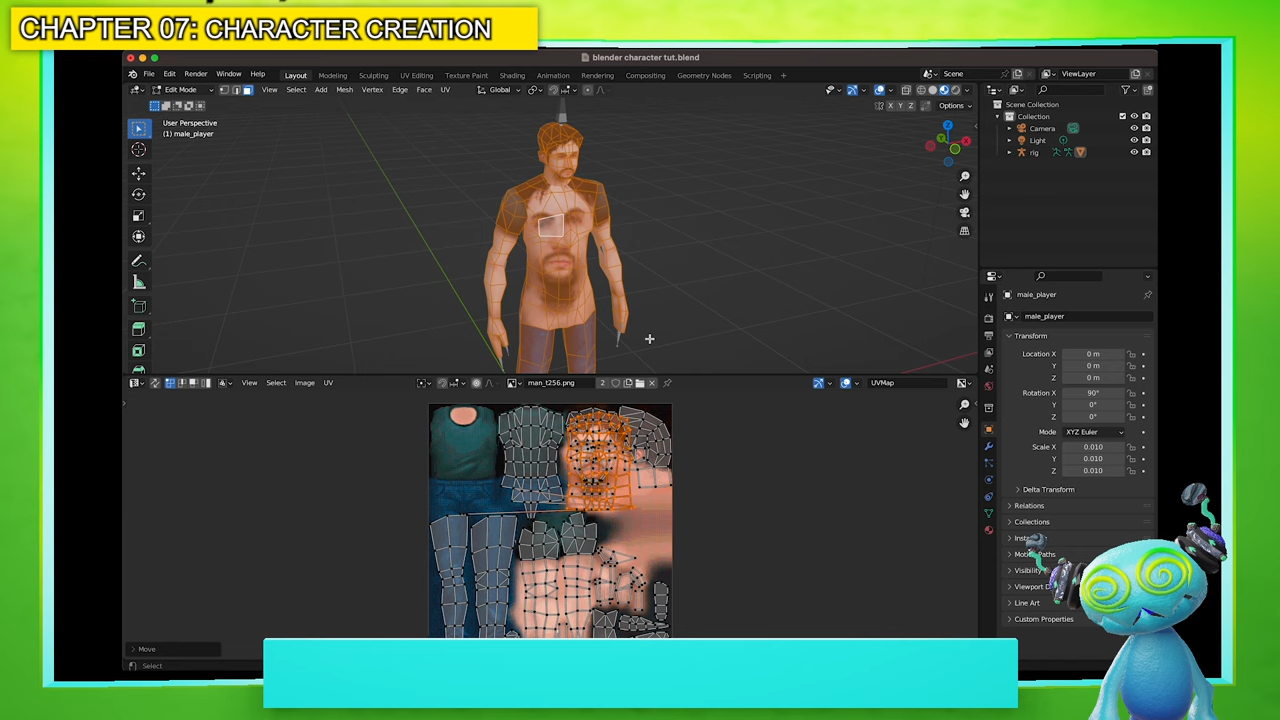 CHAPTER 07: CHARACTER CREATION
blender character tut.blend
File Edit Render Window Help Layout Modeling Sculpting UV Editing Texture Paint Shading Animation Rendering Compositing Geometry Nodes Scripting + Scene ViewLayer
Edit Mode View Select Add Mesh Vertex Edge Face UV Global
X Y Z Options
User Perspective
(1) male_player
Scene Collection
Collection
Camera
Light
rig
male_player
male_player
Transform
Location X 0 m
Y 0 m
Z 0 m
Rotation X 90°
Y 0°
Z 0°
Mode XYZ Euler
Scale X 0.010
Y 0.010
Z 0.010
Delta Transform
Relations
Collections
Motion Paths
Visibility
Viewport D
Line Art
Custom Properties
View Select Image UV man_t256.png 2 UVMap
Move
Select